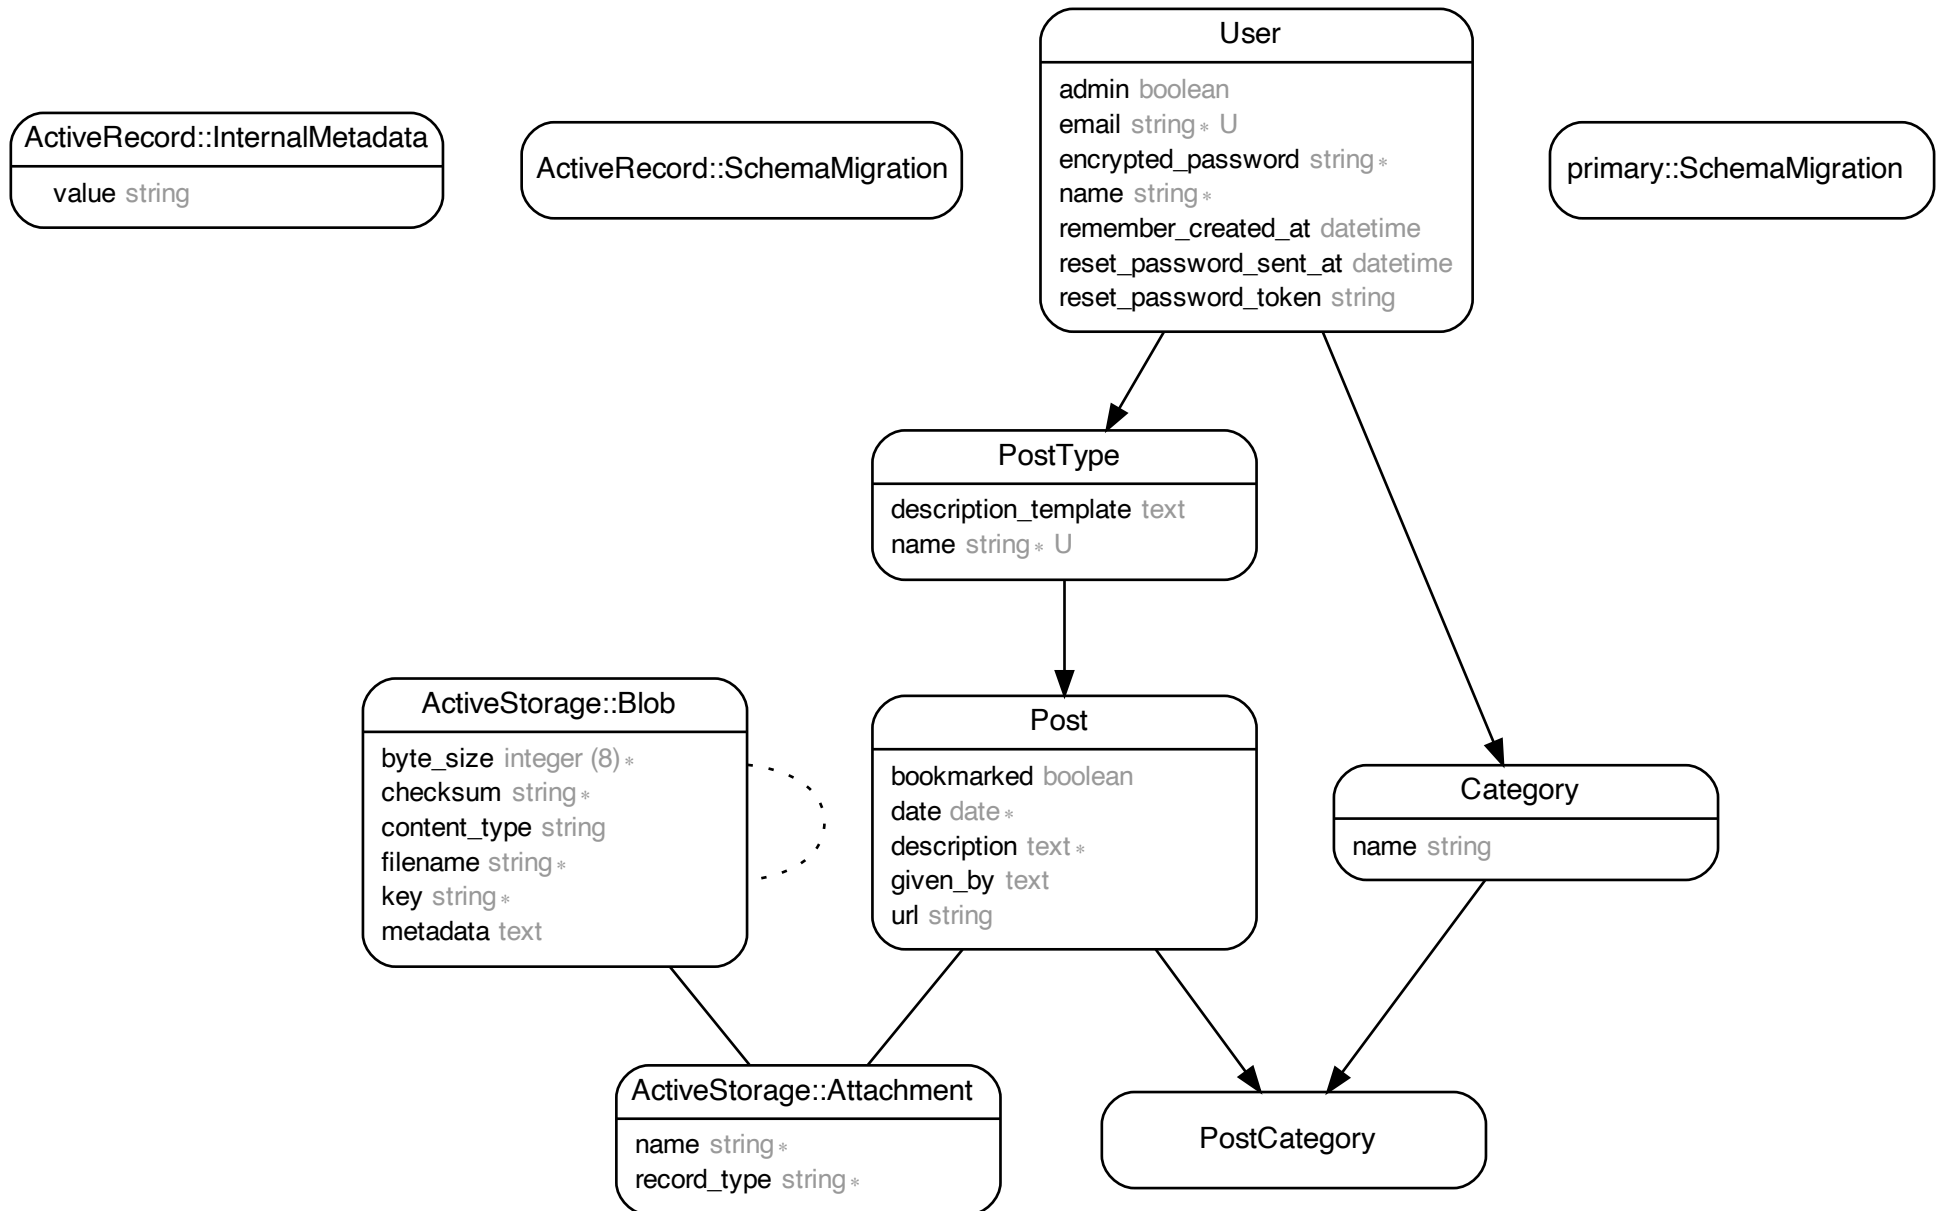 User
admin boolean
email string∗ U
encrypted_password string∗
name string∗
remember_created_at datetime
reset_password_sent_at datetime
reset_password_token string
ActiveRecord::InternalMetadata
value string
ActiveRecord::SchemaMigration
primary::SchemaMigration
PostType
description_template text
name string∗ U
ActiveStorage::Blob
byte_size integer (8)∗
checksum string∗
content_type string
filename string∗
key string∗
metadata text
Post
bookmarked boolean
date date∗
description text∗
given_by text
url string
Category
name string
ActiveStorage::Attachment
name string∗
record_type string∗
PostCategory